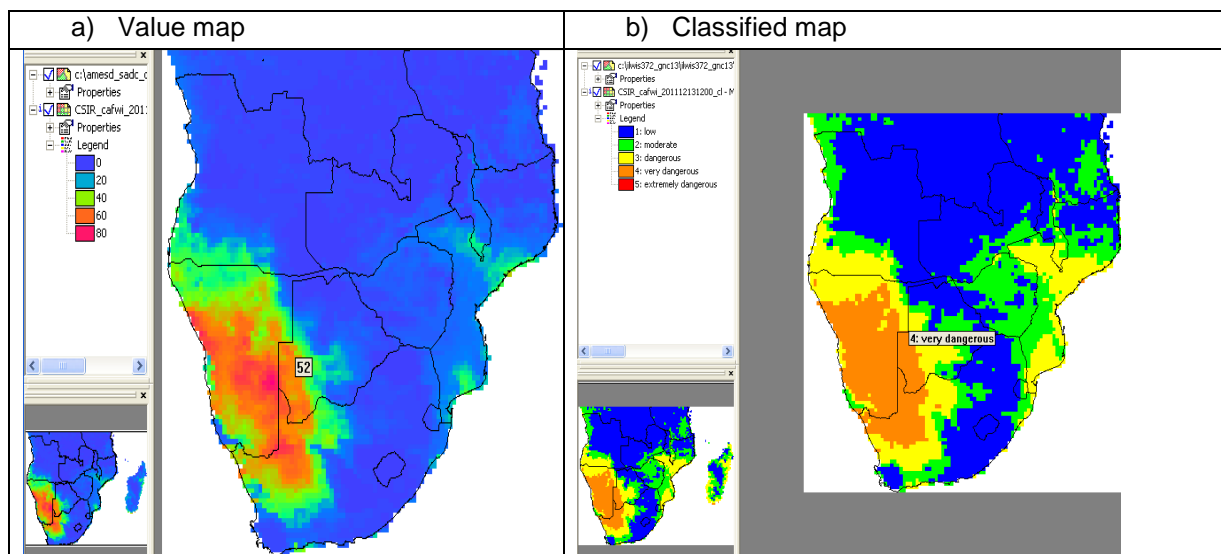 a) Value map
b) Classified map
c:\amesd_sadc_c
Properties
CSIR_cafwi_2011
Properties
Legend
0
20
40
60
80
52
c:\ilwis372_gnc13\ilwis372_gnc13\
Properties
CSIR_cafwi_201112131200_cl - M
Properties
Legend
1: low
2: moderate
3: dangerous
4: very dangerous
5: extremely dangerous
4: very dangerous